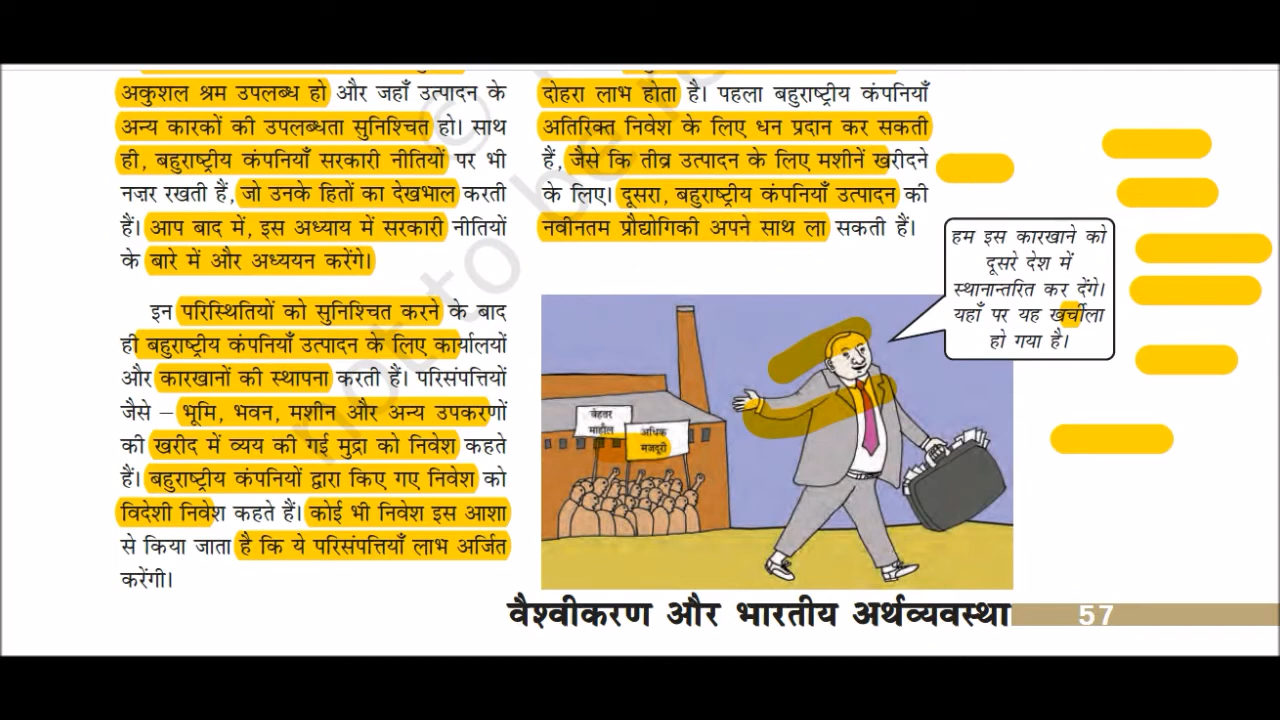 अकुशल श्रम उपलब्ध हो और जहाँ उत्पादन के
अन्य कारकों की उपलब्धता सुनिश्चित हो। साथ
ही, बहुराष्ट्रीय कंपनियाँ सरकारी नीतियों पर भी
नज़र रखती हैं, जो उनके हितों का देखभाल करती
हैं। आप बाद में, इस अध्याय में सरकारी नीतियों
के बारे में और अध्ययन करेंगे।
इन परिस्थितियों को सुनिश्चित करने के बाद
ही बहुराष्ट्रीय कंपनियाँ उत्पादन के लिए कार्यालयों
और कारखानों की स्थापना करती हैं। परिसंपत्तियों
जैसे – भूमि, भवन, मशीन और अन्य उपकरणों
की खरीद में व्यय की गई मुद्रा को निवेश कहते
हैं। बहुराष्ट्रीय कंपनियों द्वारा किए गए निवेश को
विदेशी निवेश कहते हैं। कोई भी निवेश इस आशा
से किया जाता है कि ये परिसंपत्तियाँ लाभ अर्जित
करेंगी।
दोहरा लाभ होता है। पहला बहुराष्ट्रीय कंपनियाँ
अतिरिक्त निवेश के लिए धन प्रदान कर सकती
हैं, जैसे कि तीव्र उत्पादन के लिए मशीनें खरीदने
के लिए। दूसरा, बहुराष्ट्रीय कंपनियाँ उत्पादन की
नवीनतम प्रौद्योगिकी अपने साथ ला सकती हैं।
हम इस कारखाने को
दूसरे देश में
स्थानान्तरित कर देंगे।
यहाँ पर यह खर्चीला
हो गया है।
बेहतर
माहौल
अधिक
मजदूरी
वैश्वीकरण और भारतीय अर्थव्यवस्था 57
not to be
©